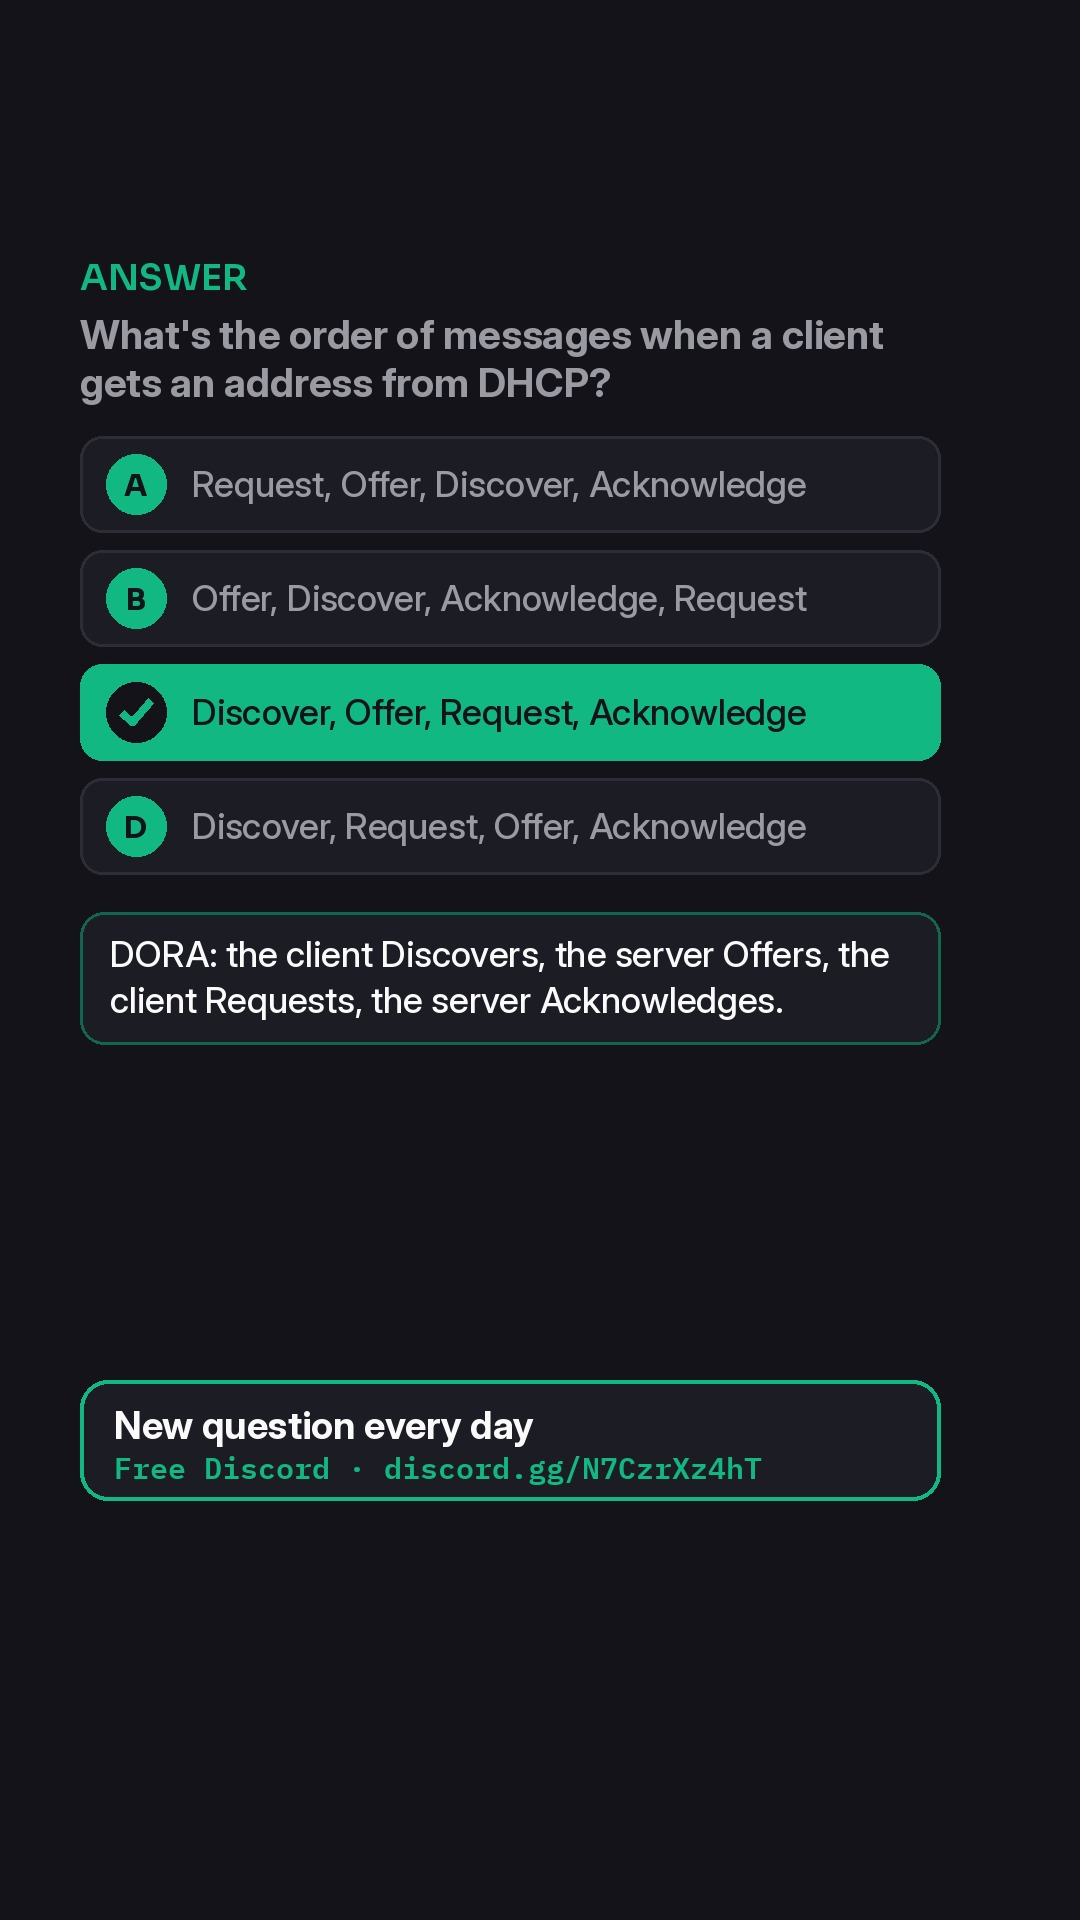 ANSWER
What's the order of messages when a client
gets an address from DHCP?
A Request, Offer, Discover, Acknowledge
B Offer, Discover, Acknowledge, Request
Discover, Offer, Request, Acknowledge
D Discover, Request, Offer, Acknowledge
DORA: the client Discovers, the server Offers, the
client Requests, the server Acknowledges.
New question every day
Free Discord · discord.gg/N7CzrXz4hT